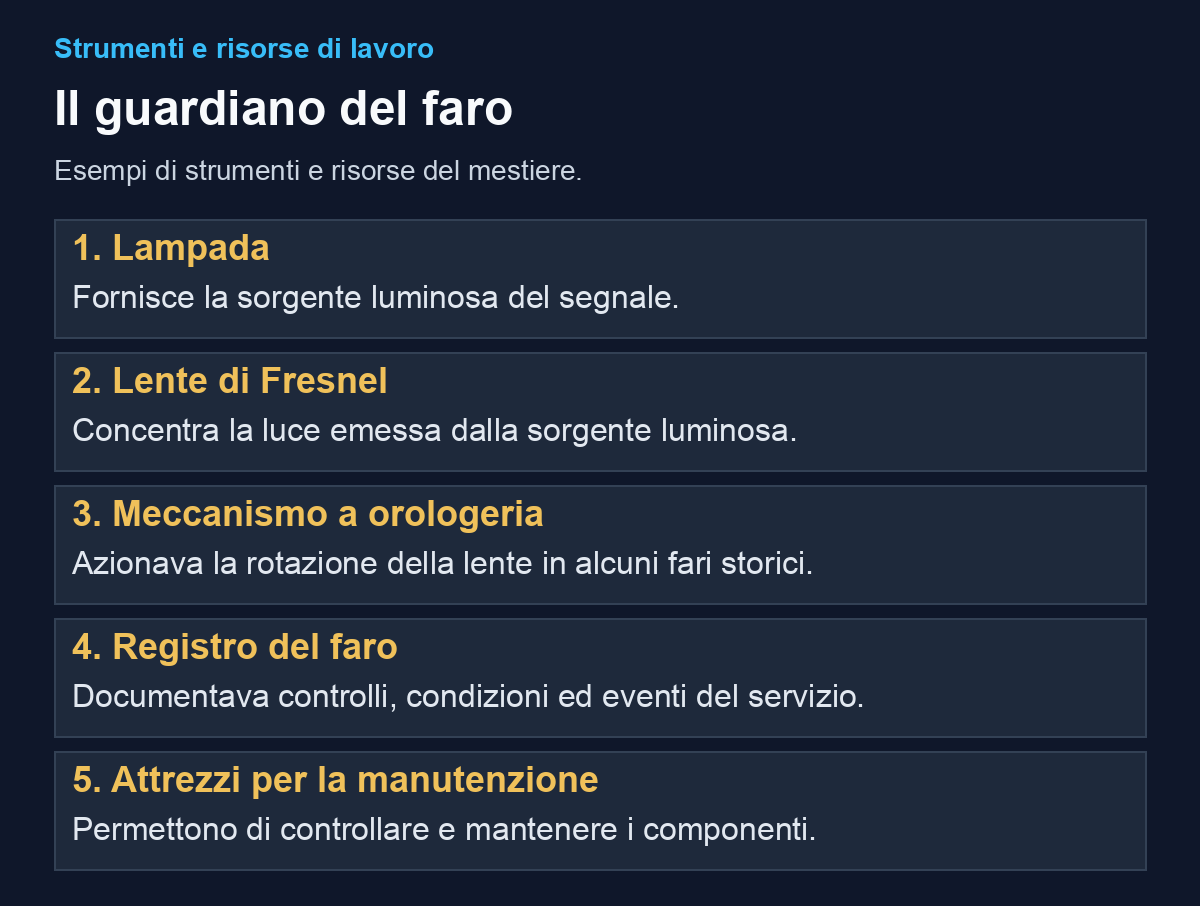 Strumenti e risorse di lavoro
Il guardiano del faro
Esempi di strumenti e risorse del mestiere.
1. Lampada
Fornisce la sorgente luminosa del segnale.
2. Lente di Fresnel
Concentra la luce emessa dalla sorgente luminosa.
3. Meccanismo a orologeria
Azionava la rotazione della lente in alcuni fari storici.
4. Registro del faro
Documentava controlli, condizioni ed eventi del servizio.
5. Attrezzi per la manutenzione
Permettono di controllare e mantenere i componenti.